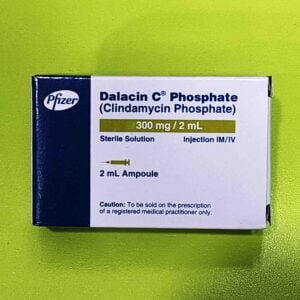 Pfizer
Dalacin C® Phosphate
(Clindamycin Phosphate)
300 mg / 2 mL
Sterile Solution Injection IM/IV
2 mL Ampoule
Caution: To be sold on the prescription
of a registered medical practitioner only.